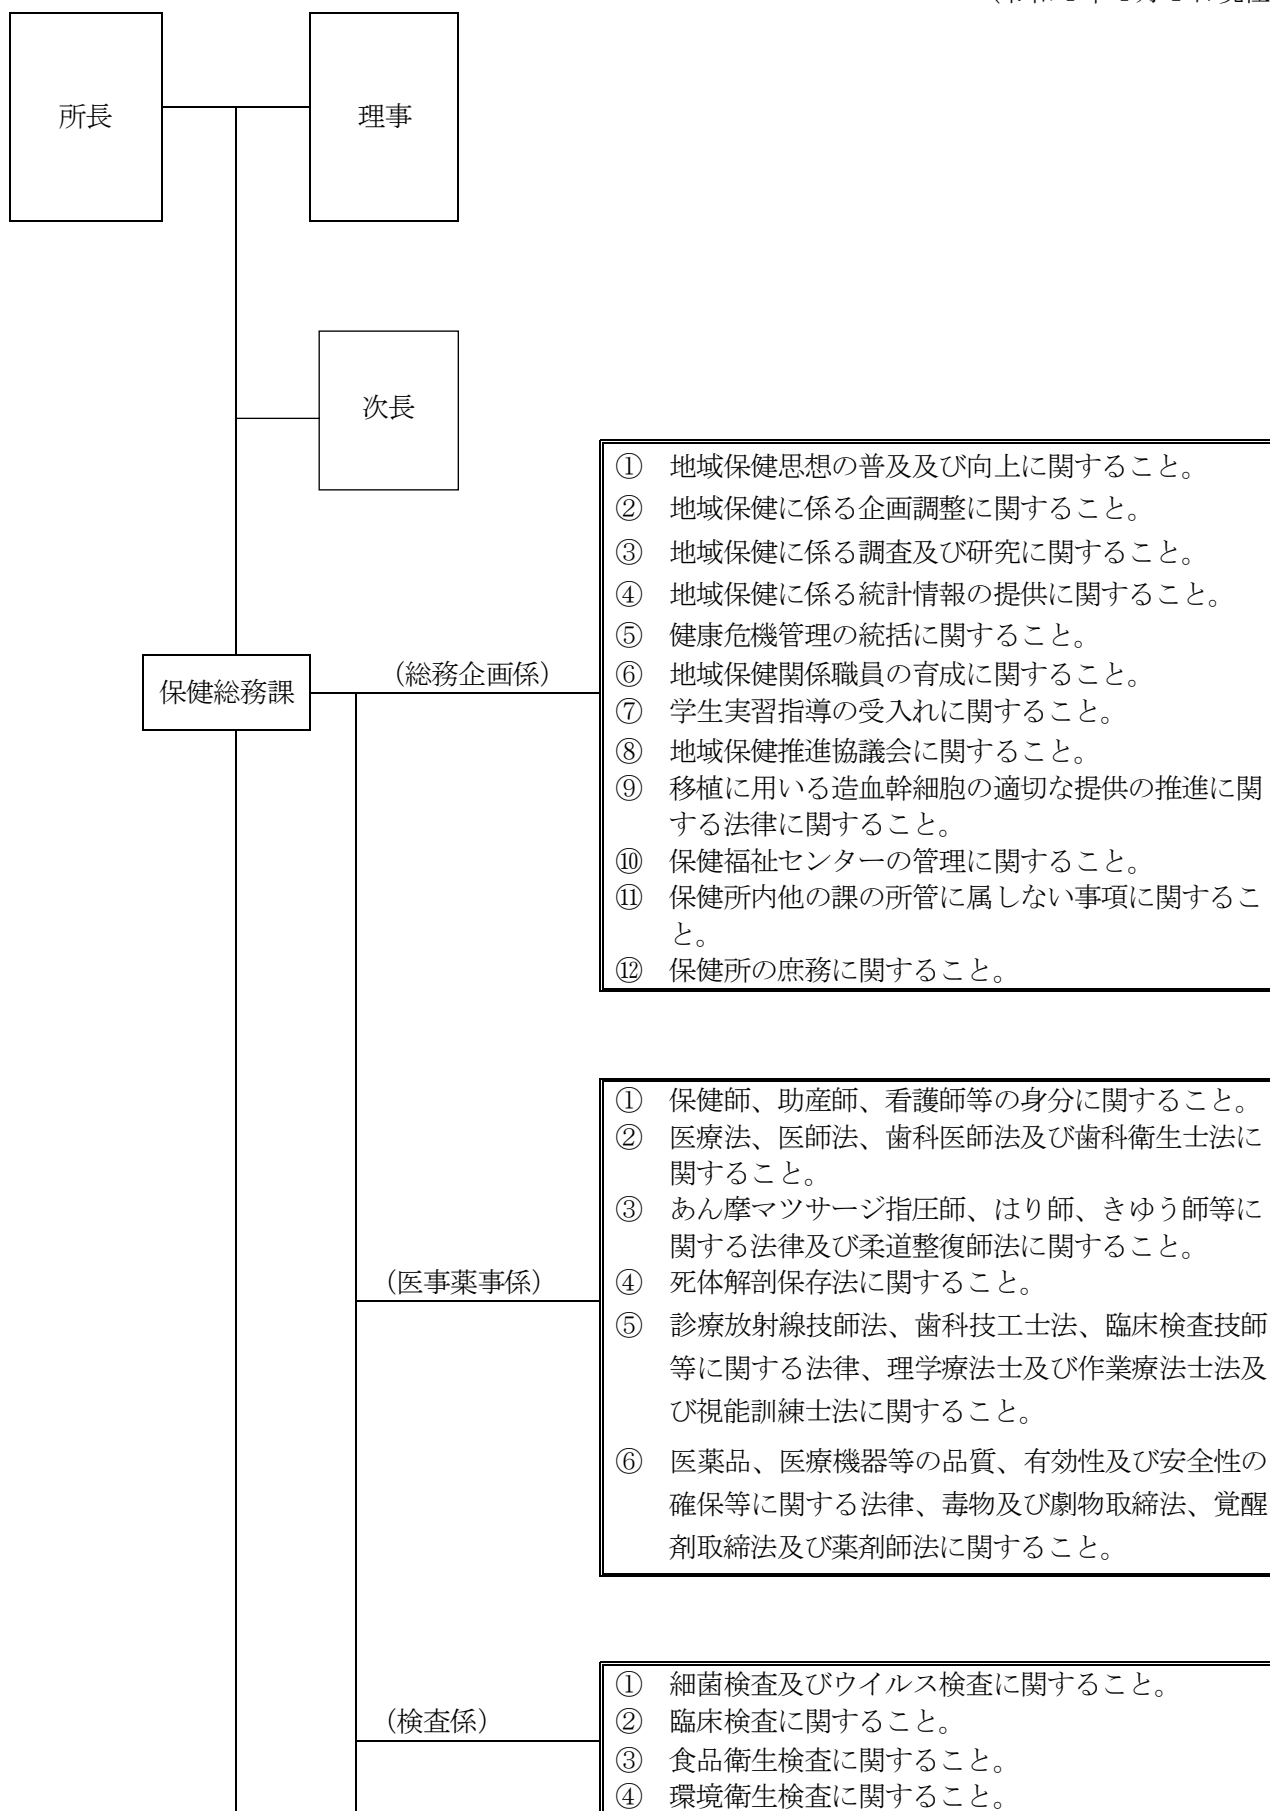 所長
理事
次長
保健総務課
（総務企画係）
① 地域保健思想の普及及び向上に関すること。
② 地域保健に係る企画調整に関すること。
③ 地域保健に係る調査及び研究に関すること。
④ 地域保健に係る統計情報の提供に関すること。
⑤ 健康危機管理の統括に関すること。
⑥ 地域保健関係職員の育成に関すること。
⑦ 学生実習指導の受入れに関すること。
⑧ 地域保健推進協議会に関すること。
⑨ 移植に用いる造血幹細胞の適切な提供の推進に関
する法律に関すること。
⑩ 保健福祉センターの管理に関すること。
⑪ 保健所内他の課の所管に属しない事項に関するこ
と。
⑫ 保健所の庶務に関すること。
（医事薬事係）
① 保健師、助産師、看護師等の身分に関すること。
② 医療法、医師法、歯科医師法及び歯科衛生士法に
関すること。
③ あん摩マツサージ指圧師、はり師、きゆう師等に
関する法律及び柔道整復師法に関すること。
④ 死体解剖保存法に関すること。
⑤ 診療放射線技師法、歯科技工士法、臨床検査技師
等に関する法律、理学療法士及び作業療法士法及
び視能訓練士法に関すること。
⑥ 医薬品、医療機器等の品質、有効性及び安全性の
確保等に関する法律、毒物及び劇物取締法、覚醒
剤取締法及び薬剤師法に関すること。
（検査係）
① 細菌検査及びウイルス検査に関すること。
② 臨床検査に関すること。
③ 食品衛生検査に関すること。
④ 環境衛生検査に関すること。